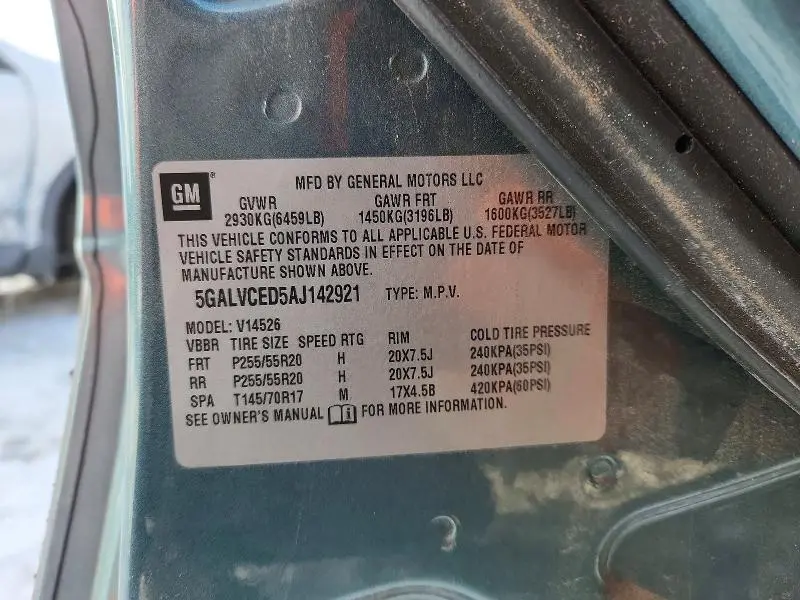 GM
MFD BY GENERAL MOTORS LLC
GVWR GAWR FRT GAWR RR
2930KG(6459LB) 1450KG(3196LB) 1600KG(3527LB)
THIS VEHICLE CONFORMS TO ALL APPLICABLE U.S. FEDERAL MOTOR
VEHICLE SAFETY STANDARDS IN EFFECT ON THE DATE OF
MANUFACTURE SHOWN ABOVE.
5GALVCED5AJ142921 TYPE: M.P.V.
MODEL: V14526
VBBR TIRE SIZE SPEED RTG RIM COLD TIRE PRESSURE
FRT P255/55R20 H 20X7.5J 240KPA(35PSI)
RR P255/55R20 H 20X7.5J 240KPA(35PSI)
SPA T145/70R17 M 17X4.5B 420KPA(60PSI)
SEE OWNER'S MANUAL FOR MORE INFORMATION.